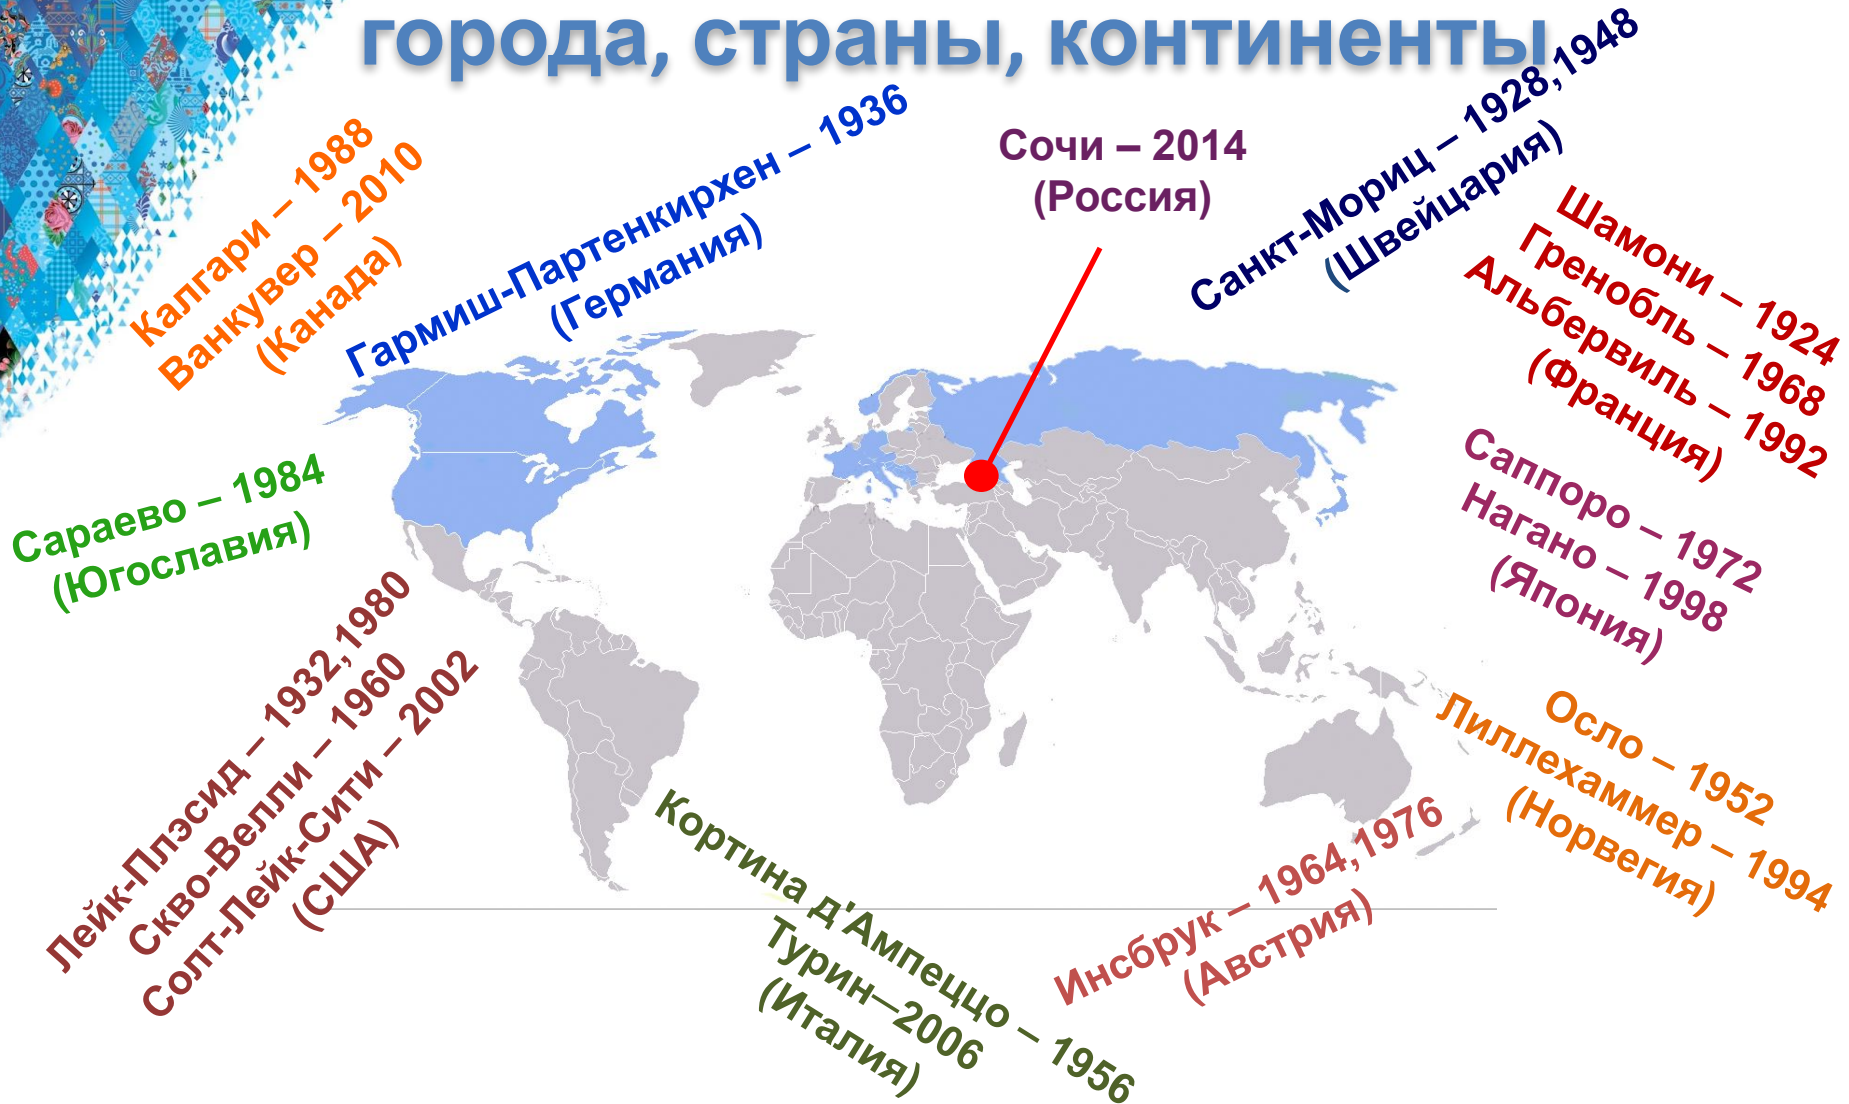 города, страны, континенты
Калгари – 1988
Ванкувер – 2010
(Канада)
Гармиш-Партенкирхен – 1936
(Германия)
Сочи – 2014
(Россия)
Санкт-Мориц – 1928,1948
(Швейцария)
Шамони – 1924
Гренобль – 1968
Альбервиль – 1992
(Франция)
Сараево – 1984
(Югославия)
Саппоро – 1972
Нагано – 1998
(Япония)
Лейк-Плэсид – 1932,1980
Скво-Велли – 1960
Солт-Лейк-Сити – 2002
(США)
Осло – 1952
Лиллехаммер – 1994
(Норвегия)
Кортина д'Ампеццо – 1956
Турин–2006
(Италия)
Инсбрук – 1964,1976
(Австрия)